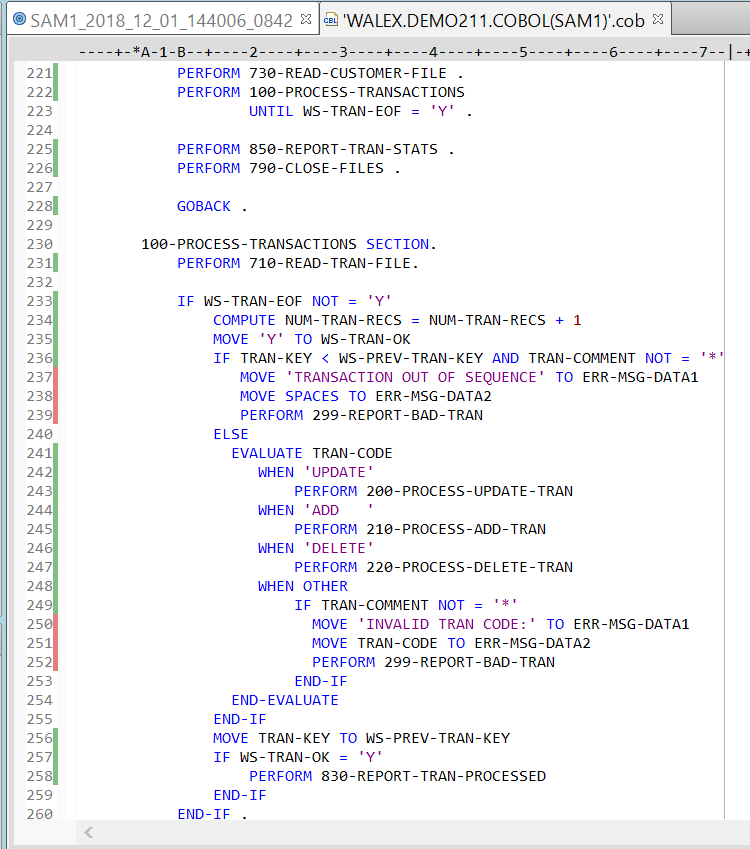 SAM1_2018_12_01_144006_0842 'WALEX.DEMO211.COBOL(SAM1)'.cob
----+-*A-1-B--+----2----+----3----+----4----+----5----+----6----+----7--|-+
221 PERFORM 730-READ-CUSTOMER-FILE .
222 PERFORM 100-PROCESS-TRANSACTIONS
223 UNTIL WS-TRAN-EOF = 'Y' .
224
225 PERFORM 850-REPORT-TRAN-STATS .
226 PERFORM 790-CLOSE-FILES .
227
228 GOBACK .
229
230 100-PROCESS-TRANSACTIONS SECTION.
231 PERFORM 710-READ-TRAN-FILE.
232
233 IF WS-TRAN-EOF NOT = 'Y'
234 COMPUTE NUM-TRAN-RECS = NUM-TRAN-RECS + 1
235 MOVE 'Y' TO WS-TRAN-OK
236 IF TRAN-KEY < WS-PREV-TRAN-KEY AND TRAN-COMMENT NOT = '*'
237 MOVE 'TRANSACTION OUT OF SEQUENCE' TO ERR-MSG-DATA1
238 MOVE SPACES TO ERR-MSG-DATA2
239 PERFORM 299-REPORT-BAD-TRAN
240 ELSE
241 EVALUATE TRAN-CODE
242 WHEN 'UPDATE'
243 PERFORM 200-PROCESS-UPDATE-TRAN
244 WHEN 'ADD   '
245 PERFORM 210-PROCESS-ADD-TRAN
246 WHEN 'DELETE'
247 PERFORM 220-PROCESS-DELETE-TRAN
248 WHEN OTHER
249 IF TRAN-COMMENT NOT = '*'
250 MOVE 'INVALID TRAN CODE:' TO ERR-MSG-DATA1
251 MOVE TRAN-CODE TO ERR-MSG-DATA2
252 PERFORM 299-REPORT-BAD-TRAN
253 END-IF
254 END-EVALUATE
255 END-IF
256 MOVE TRAN-KEY TO WS-PREV-TRAN-KEY
257 IF WS-TRAN-OK = 'Y'
258 PERFORM 830-REPORT-TRAN-PROCESSED
259 END-IF
260 END-IF .